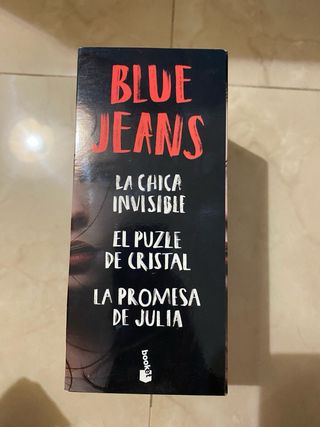 BLUE
JEANS
LA CHICA
INVISIBLE
EL PUZLE
DE CRISTAL
LA PROMESA
DE JULIA
booket